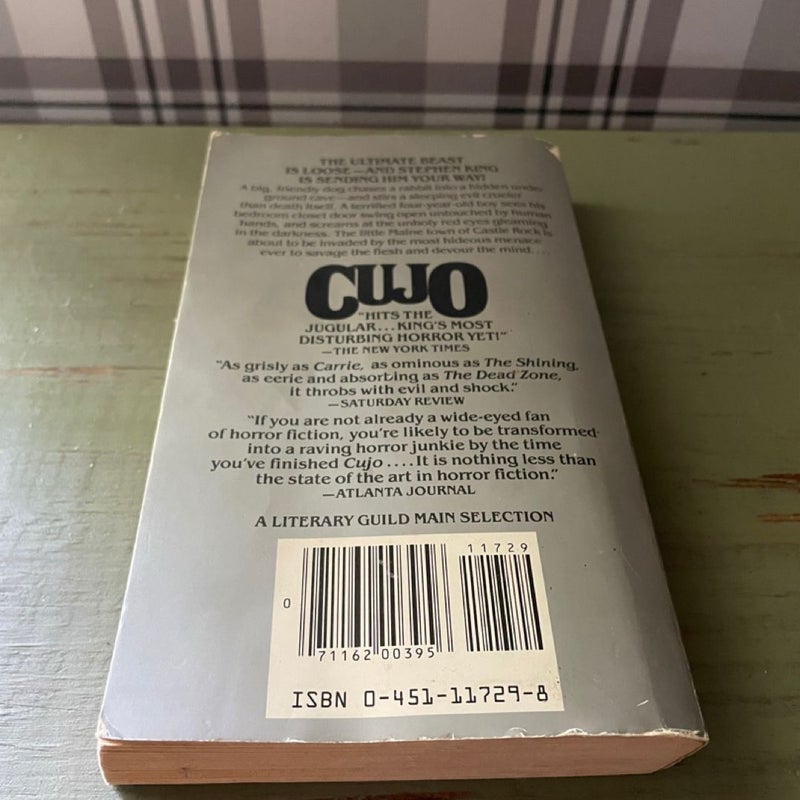 THE ULTIMATE BEAST
IS LOOSE—AND STEPHEN KING
IS SENDING HIM YOUR WAY!
A big, friendly dog chases a rabbit into a hidden under-
ground cave—and stirs a sleeping evil crueler
than death itself. A terrified four-year-old boy sees his
bedroom closet door swing open untouched by human
hands, and screams at the unholy red eyes gleaming
in the darkness. The little Maine town of Castle Rock is
about to be invaded by the most hideous menace
ever to savage the flesh and devour the mind....
CUJO
"HITS THE
JUGULAR...KING'S MOST
DISTURBING HORROR YET!"
—THE NEW YORK TIMES
"As grisly as Carrie, as ominous as The Shining,
as eerie and absorbing as The Dead Zone,
it throbs with evil and shock."
—SATURDAY REVIEW
"If you are not already a wide-eyed fan
of horror fiction, you're likely to be transformed
into a raving horror junkie by the time
you've finished Cujo....It is nothing less than
the state of the art in horror fiction."
—ATLANTA JOURNAL
A LITERARY GUILD MAIN SELECTION
11729
0
71162 00395
ISBN 0-451-11729-8